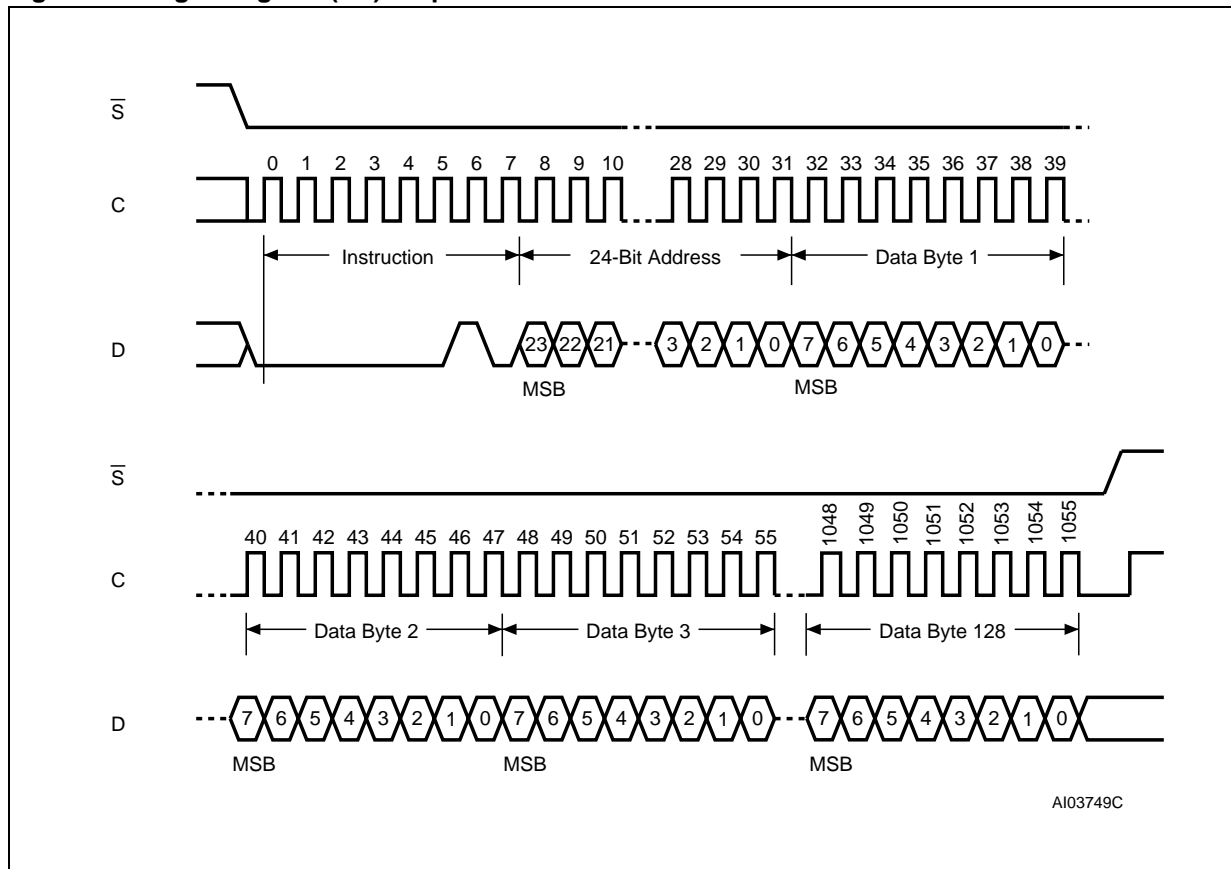 S
0 1 2 3 4 5 6 7 8 9 10 28 29 30 31 32 33 34 35 36 37 38 39
C
Instruction 24-Bit Address Data Byte 1
D 23 22 21 3 2 1 0 7 6 5 4 3 2 1 0
MSB MSB
S
40 41 42 43 44 45 46 47 48 49 50 51 52 53 54 55 1048 1049 1050 1051 1052 1053 1054 1055
C
Data Byte 2 Data Byte 3 Data Byte 128
D 7 6 5 4 3 2 1 0 7 6 5 4 3 2 1 0 7 6 5 4 3 2 1 0
MSB MSB MSB
AI03749C